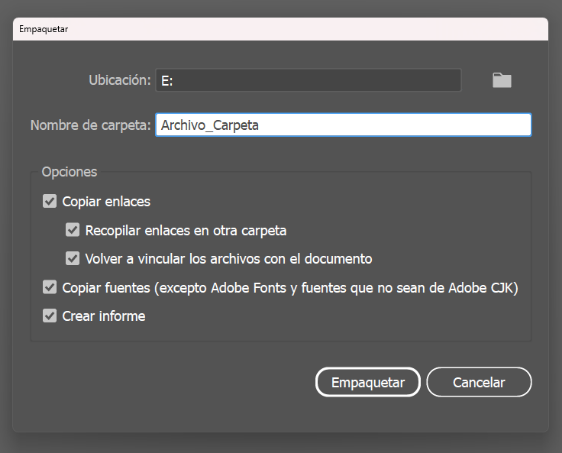 Empaquetar
Ubicación: E:
Nombre de carpeta: Archivo_Carpeta
Opciones
Copiar enlaces
Recopilar enlaces en otra carpeta
Volver a vincular los archivos con el documento
Copiar fuentes (excepto Adobe Fonts y fuentes que no sean de Adobe CJK)
Crear informe
Empaquetar Cancelar